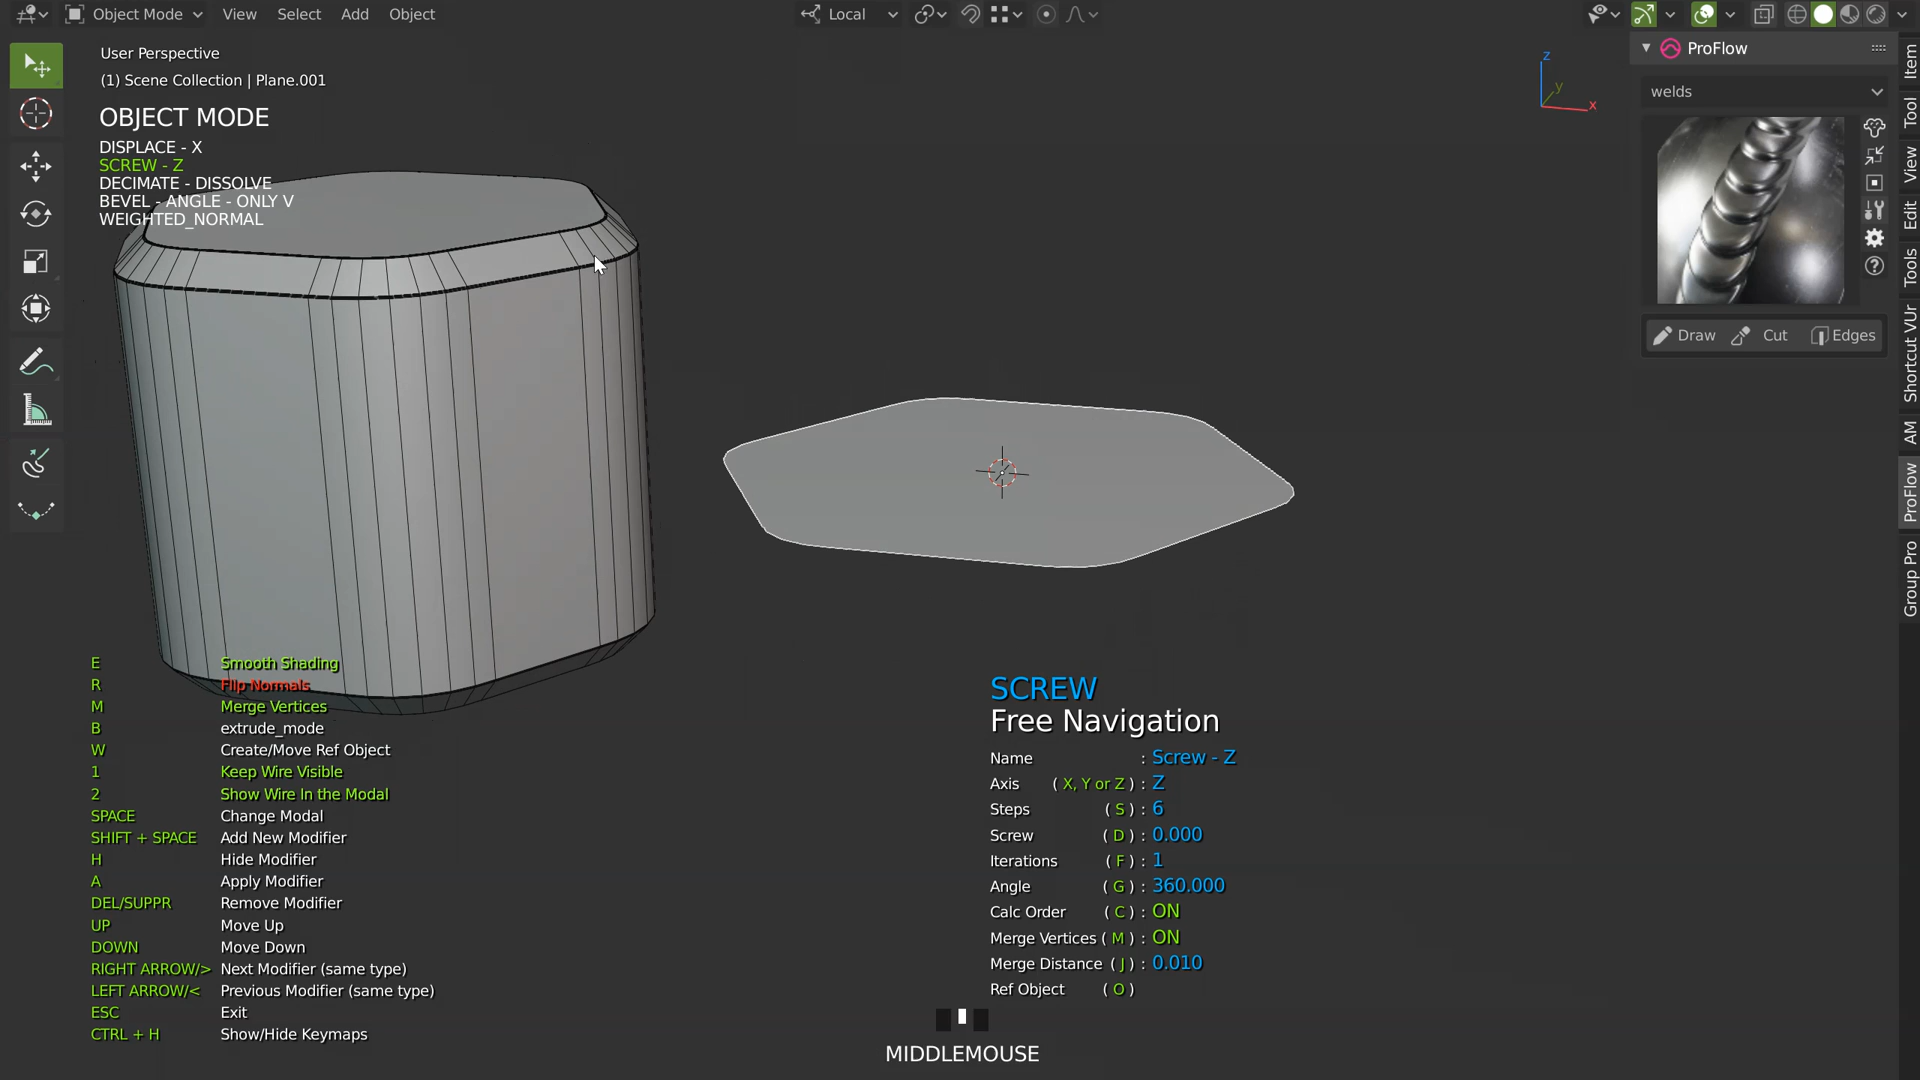 Object Mode
View
Select
Add
Object
Local
User Perspective
(1) Scene Collection | Plane.001
OBJECT MODE
DISPLACE - X
SCREW - Z
DECIMATE - DISSOLVE
BEVEL - ANGLE - ONLY V
WEIGHTED_NORMAL
z
y
x
ProFlow
welds
Draw
Cut
Edges
Item
Tool
View
Edit
Tools
Shortcut VUr
AM
ProFlow
Group Pro
E Smooth Shading
R Flip Normals
M Merge Vertices
B extrude_mode
W Create/Move Ref Object
1 Keep Wire Visible
2 Show Wire In the Modal
SPACE Change Modal
SHIFT + SPACE Add New Modifier
H Hide Modifier
A Apply Modifier
DEL/SUPPR Remove Modifier
UP Move Up
DOWN Move Down
RIGHT ARROW/> Next Modifier (same type)
LEFT ARROW/< Previous Modifier (same type)
ESC Exit
CTRL + H Show/Hide Keymaps
SCREW
Free Navigation
Name : Screw - Z
Axis ( X, Y or Z ) : Z
Steps ( S ) : 6
Screw ( D ) : 0.000
Iterations ( F ) : 1
Angle ( G ) : 360.000
Calc Order ( C ) : ON
Merge Vertices ( M ) : ON
Merge Distance ( J ) : 0.010
Ref Object ( O )
MIDDLEMOUSE